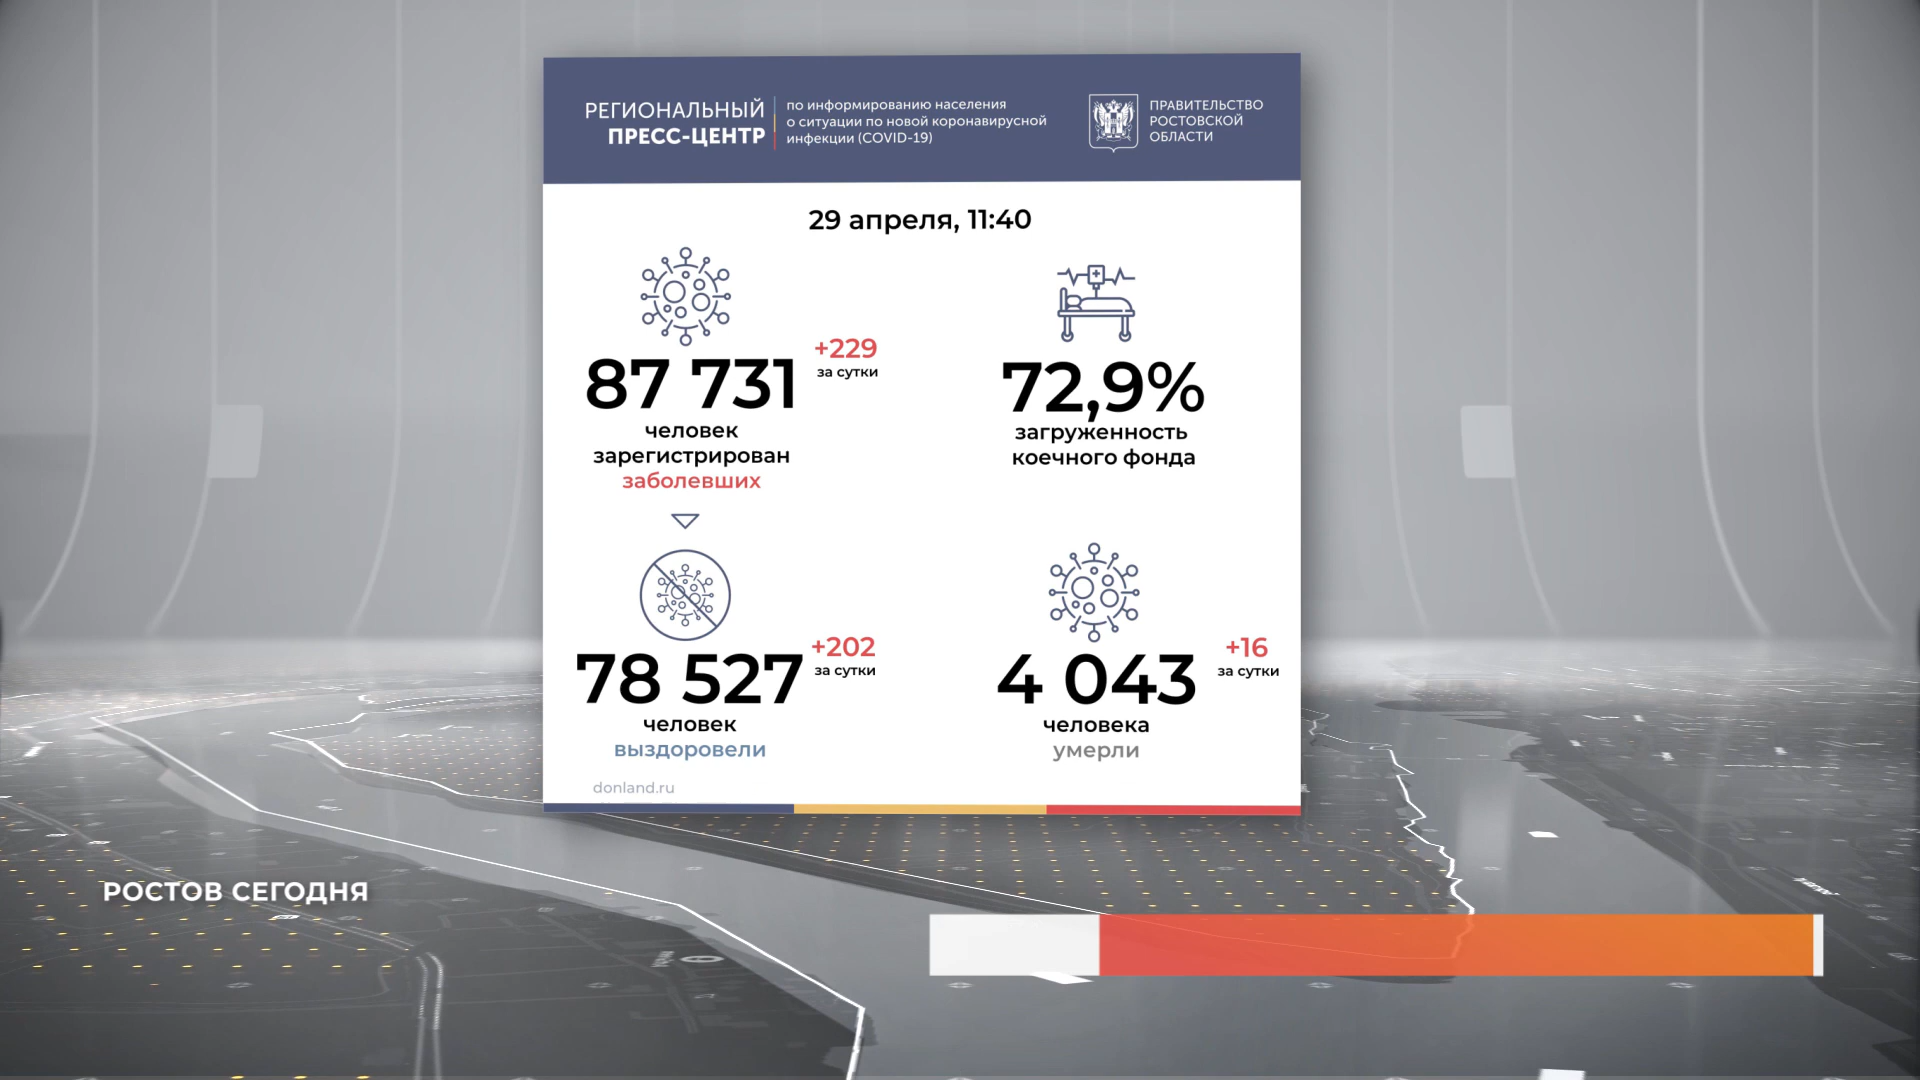 РЕГИОНАЛЬНЫЙ
ПРЕСС-ЦЕНТР
по информированию населения
о ситуации по новой коронавирусной
инфекции (COVID-19)
ПРАВИТЕЛЬСТВО
РОСТОВСКОЙ
ОБЛАСТИ
29 апреля, 11:40
87 731
+229
за сутки
человек
зарегистрирован
заболевших
72,9%
загруженность
коечного фонда
78 527
+202
за сутки
человек
выздоровели
4 043
+16
за сутки
человека
умерли
donland.ru
РОСТОВ СЕГОДНЯ